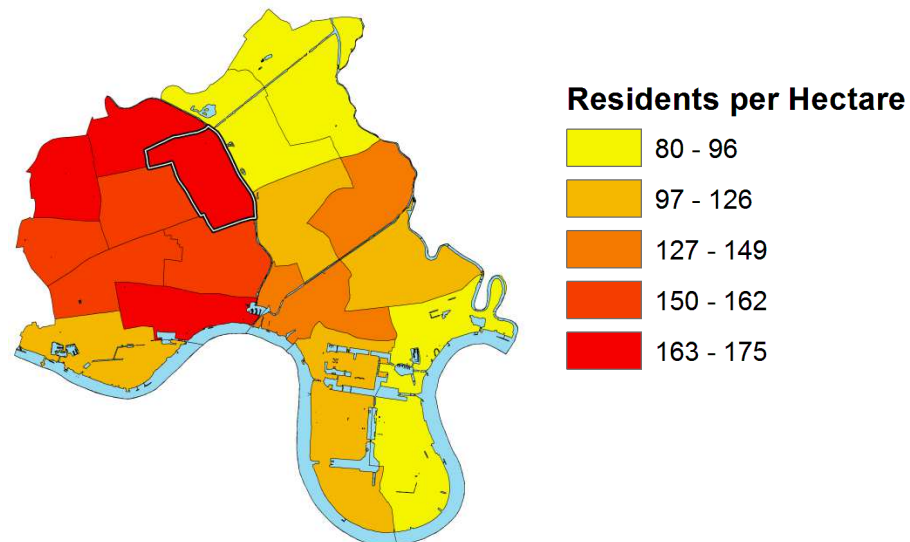 Residents per Hectare
80 - 96
97 - 126
127 - 149
150 - 162
163 - 175